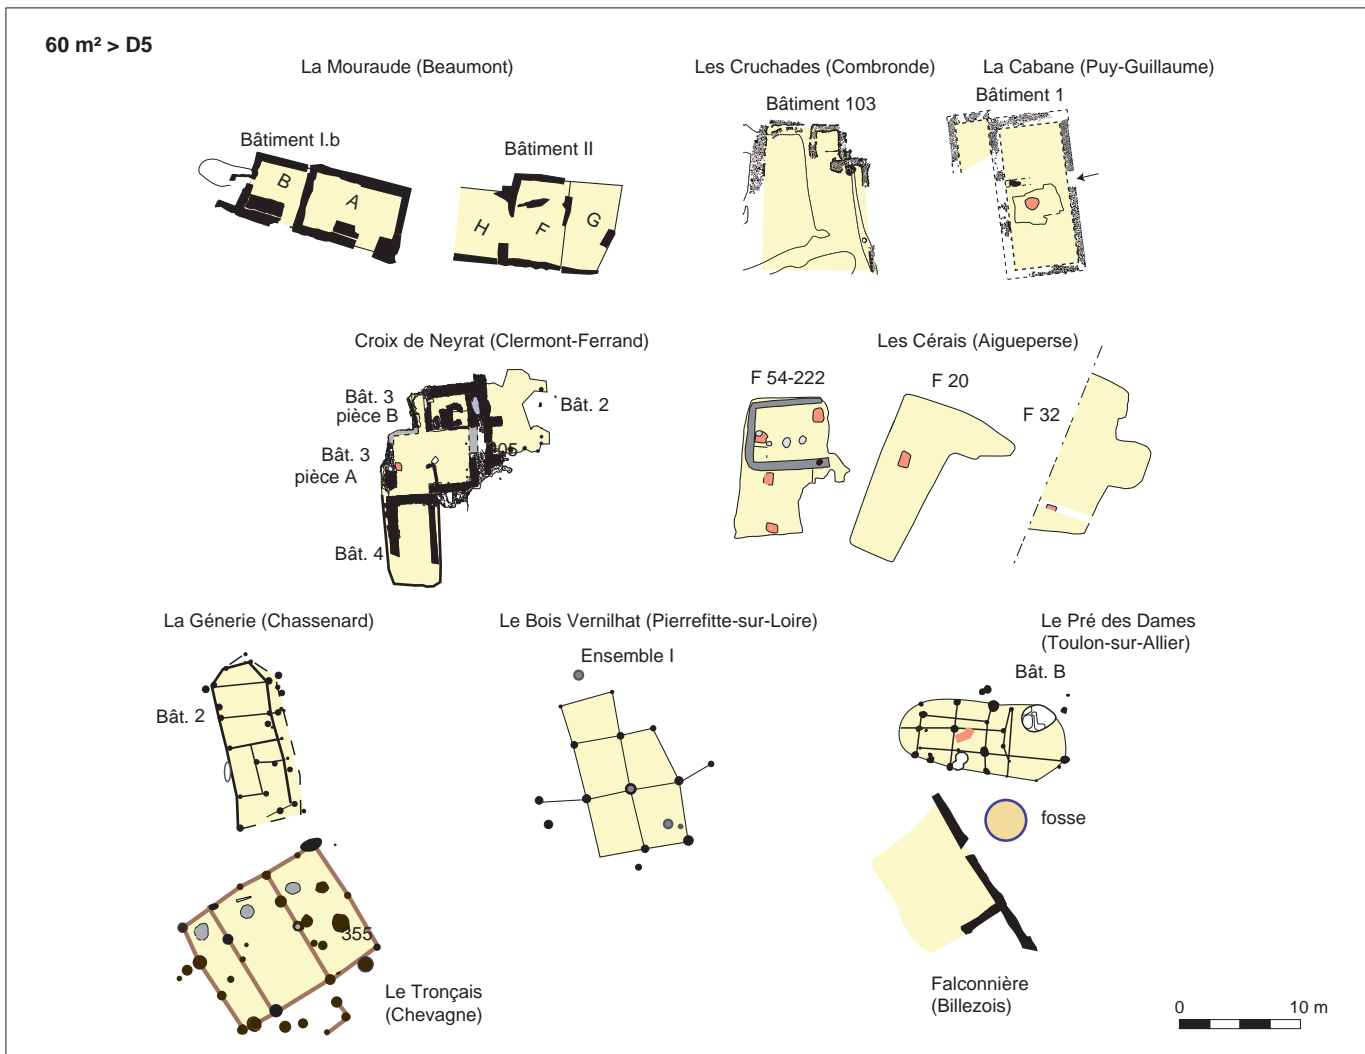 60 m² > D5
La Mouraude (Beaumont)
Les Cruchades (Combronde)
La Cabane (Puy-Guillaume)
Bâtiment 103
Bâtiment 1
Bâtiment I.b
Bâtiment II
B
A
H
F
G
Croix de Neyrat (Clermont-Ferrand)
Les Cérais (Aigueperse)
F 54-222
F 20
F 32
Bât. 3
pièce B
Bât. 2
Bât. 3
pièce A
Bât. 4
La Génerie (Chassenard)
Le Bois Vernilhat (Pierrefitte-sur-Loire)
Le Pré des Dames
(Toulon-sur-Allier)
Ensemble I
Bât. B
Bât. 2
fosse
355
Le Tronçais
(Chevagne)
Falconnière
(Billezois)
0 10 m